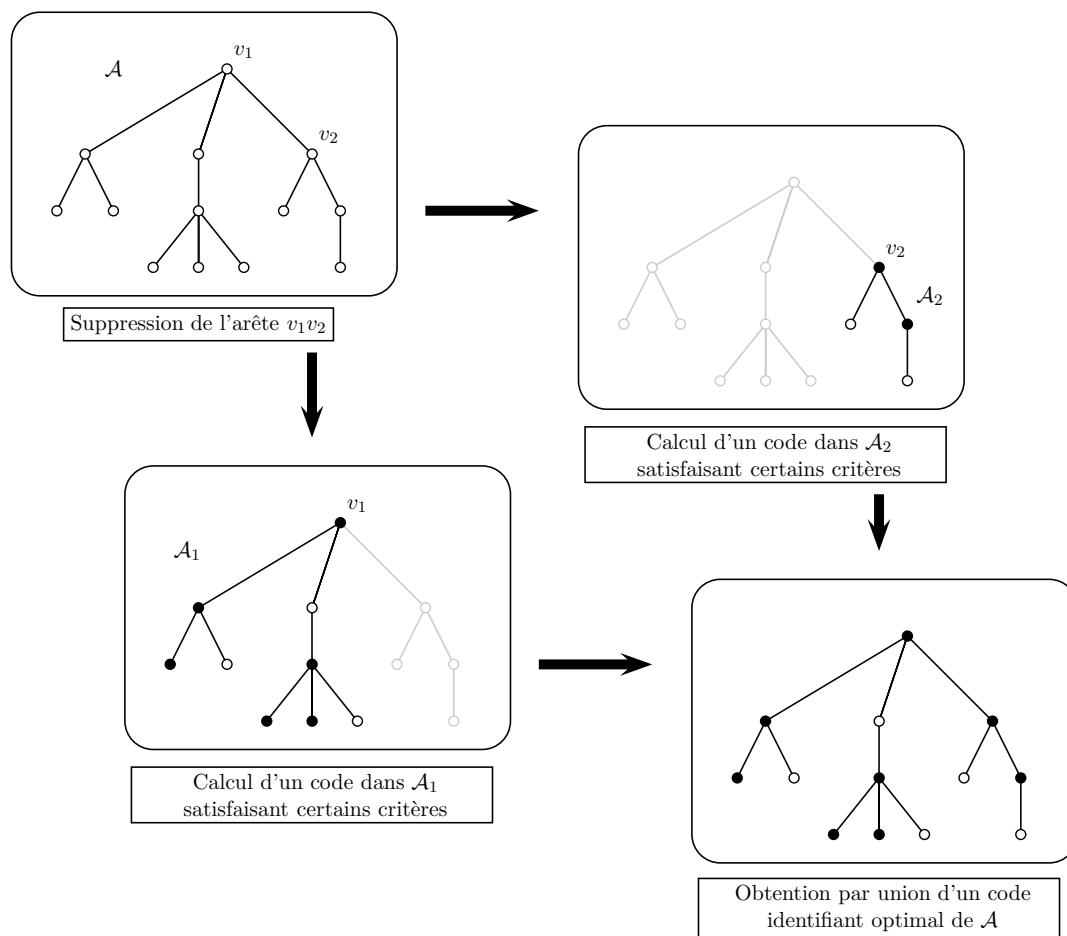 v₁
𝒜
v₂
Suppression de l'arête v₁v₂
v₂
𝒜₂
Calcul d'un code dans 𝒜₂
satisfaisant certains critères
v₁
𝒜₁
Calcul d'un code dans 𝒜₁
satisfaisant certains critères
Obtention par union d'un code
identifiant optimal de 𝒜